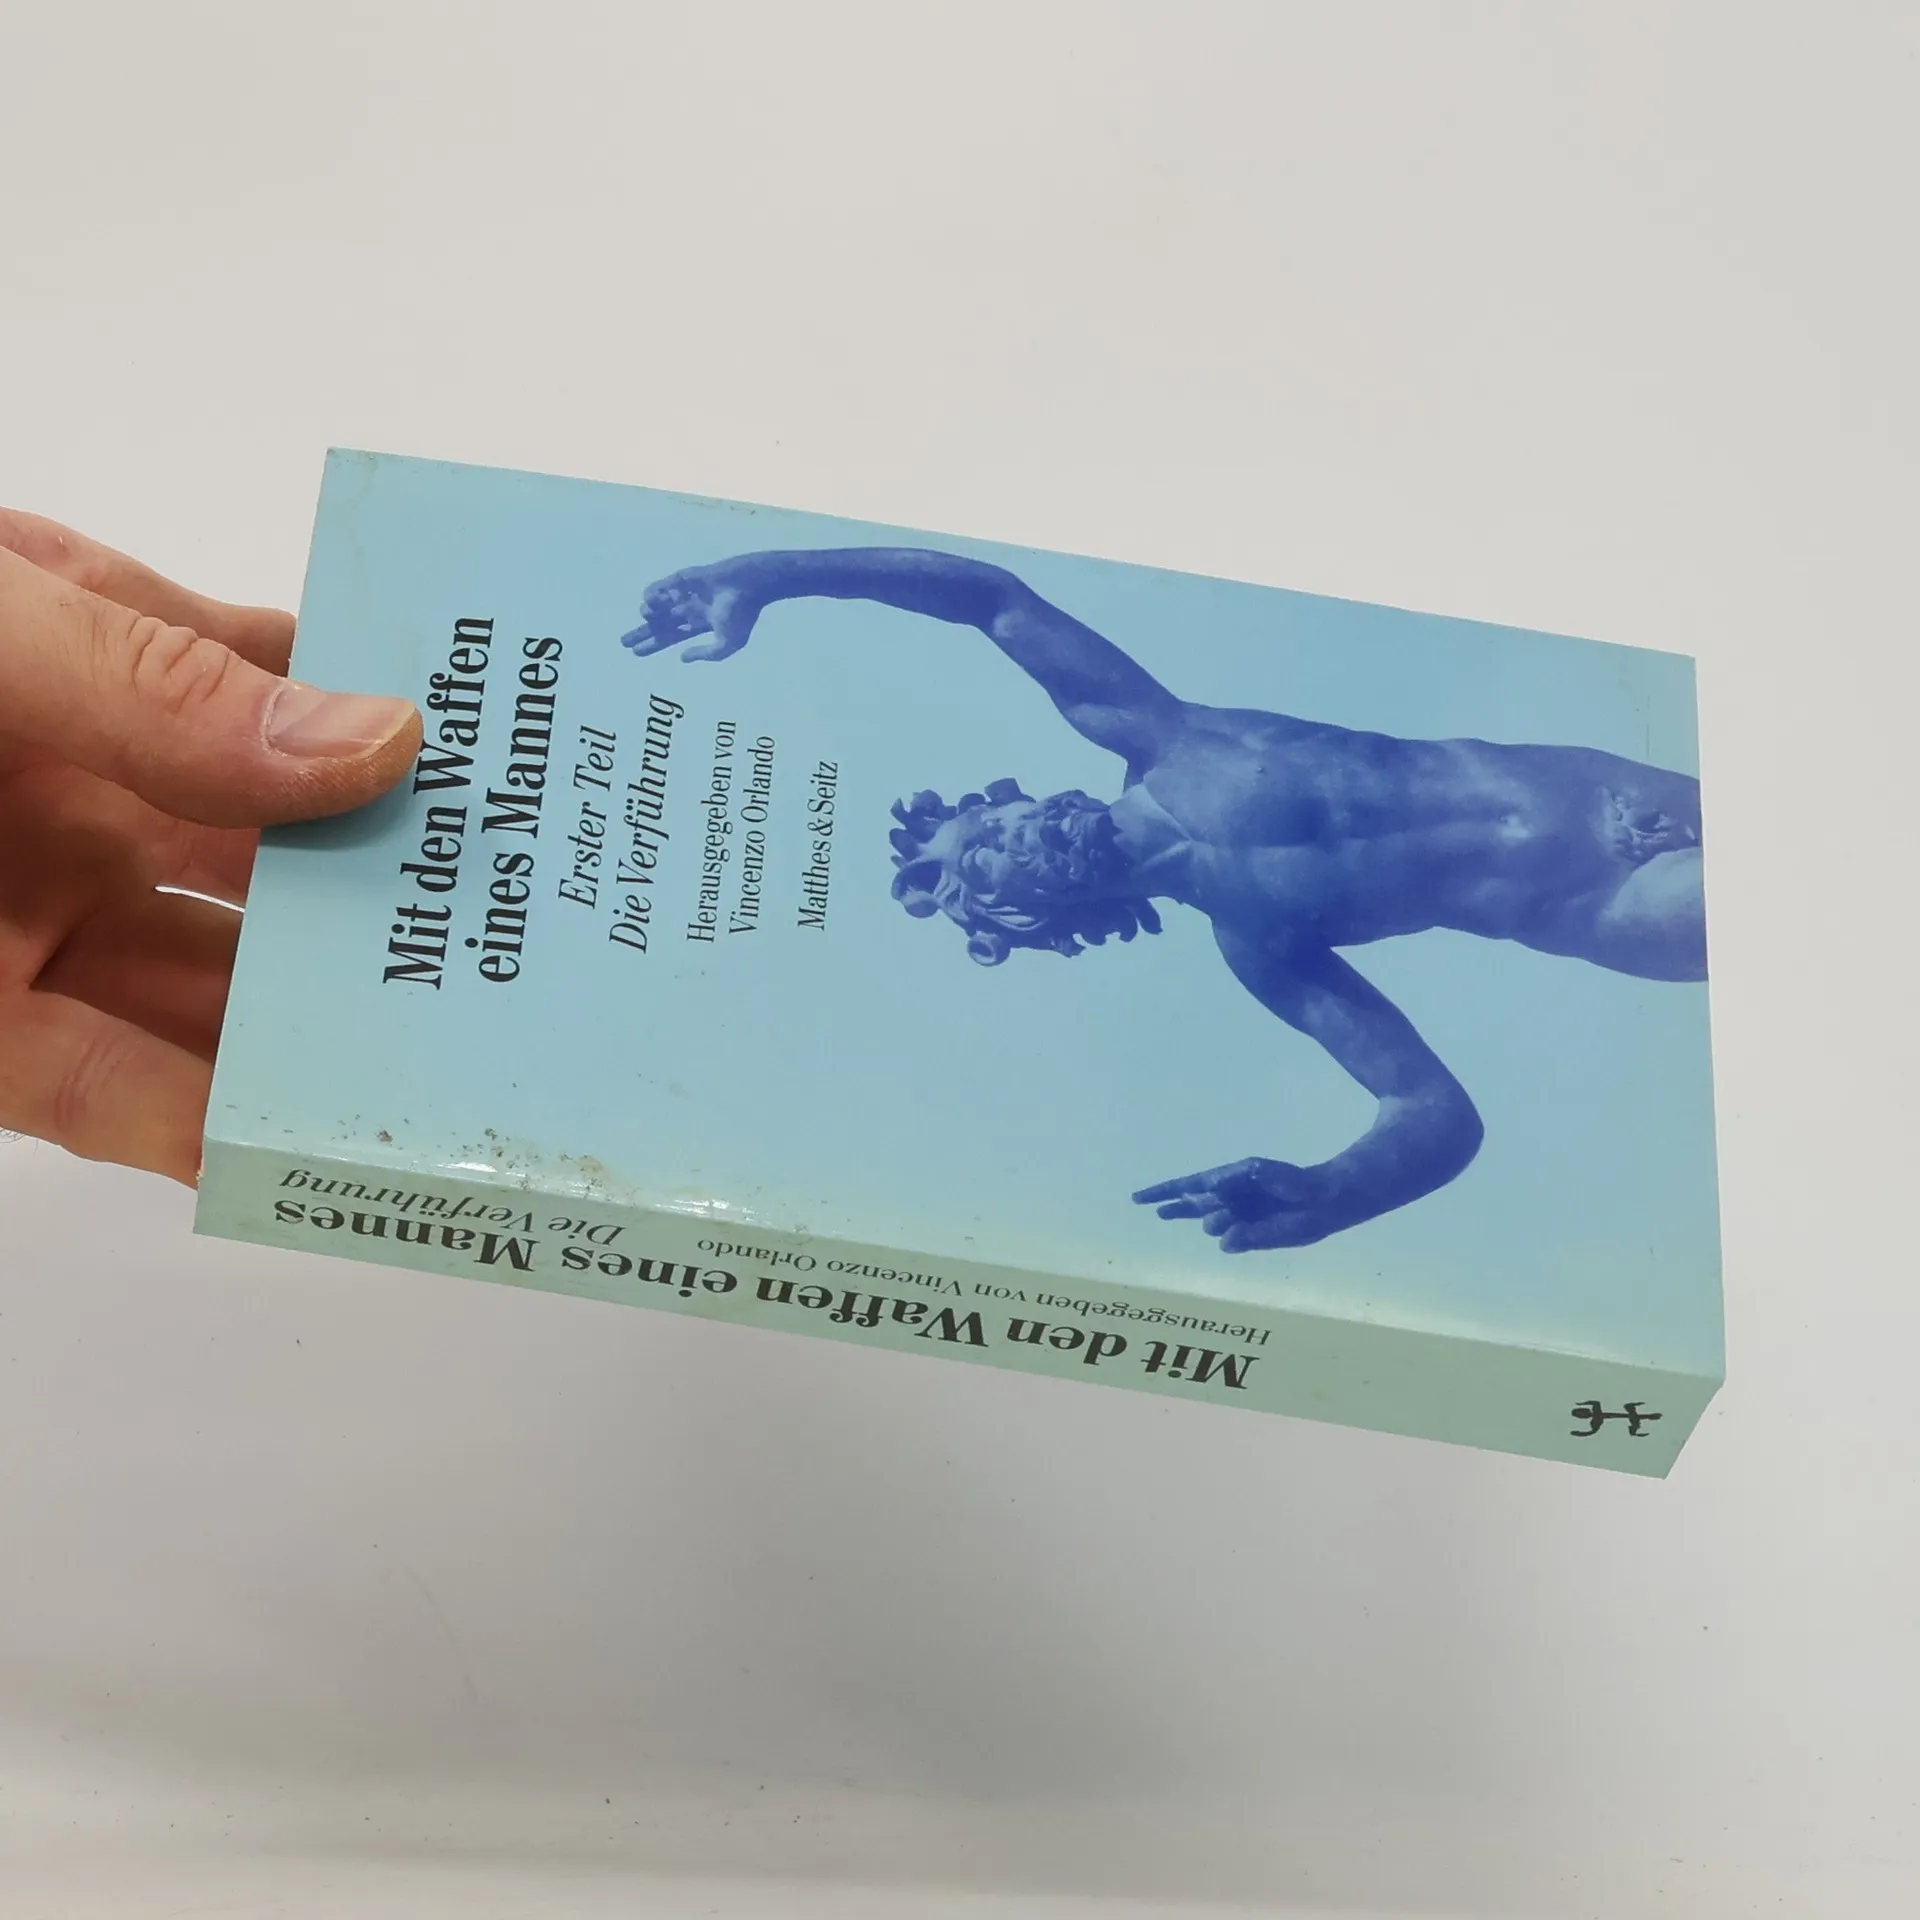 Mit den Waffen
eines Mannes
Erster Teil
Die Verführung
Herausgegeben von
Vincenzo Orlando
Matthes & Seitz
Mit den Waffen eines Mannes
Die Verführung
Herausgegeben von Vincenzo Orlando